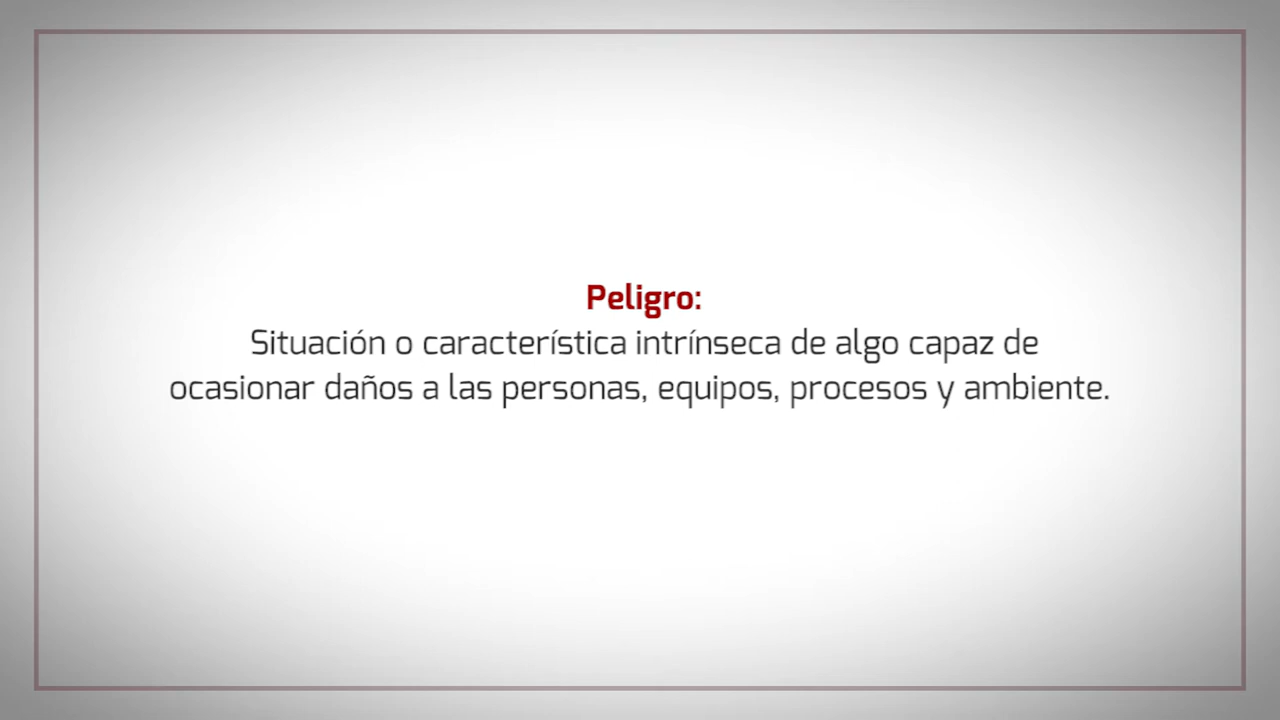 Peligro:
Situación o característica intrínseca de algo capaz de
ocasionar daños a las personas, equipos, procesos y ambiente.